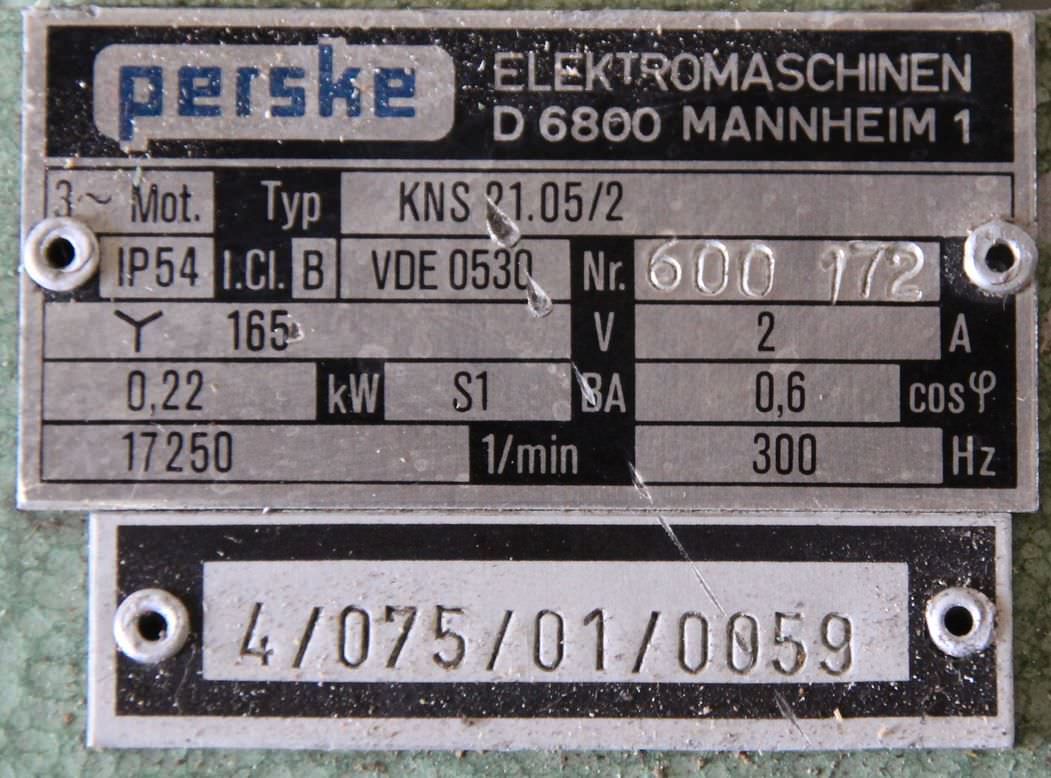 perske ELEKTROMASCHINEN
D 6800 MANNHEIM 1
3~ Mot. Typ KNS 21.05/2
IP54 I.Cl. B VDE 0530 Nr. 600 172
Y 165 V 2 A
0,22 kW S1 BA 0,6 cosφ
17250 1/min 300 Hz
4/075/01/0059